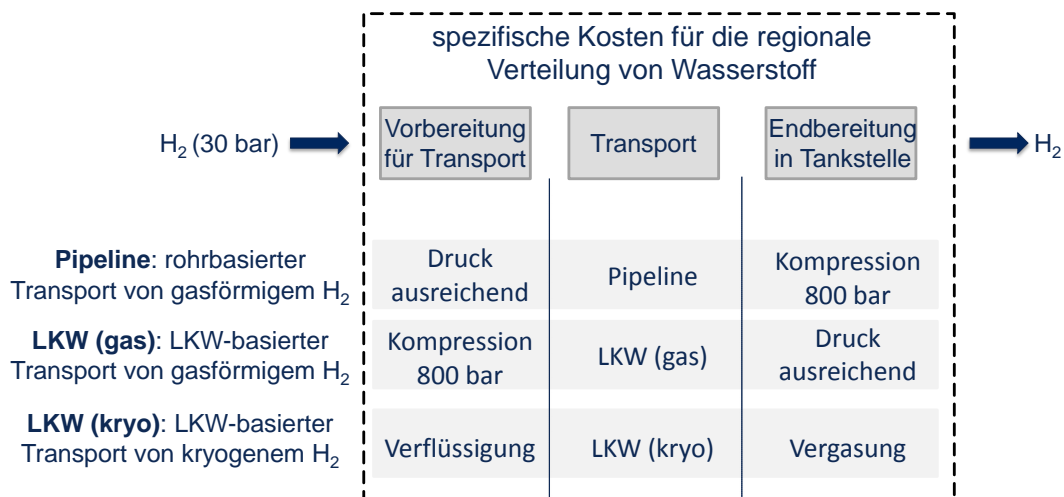 spezifische Kosten für die regionale
Verteilung von Wasserstoff
H₂ (30 bar)
Vorbereitung
für Transport
Transport
Endbereitung
in Tankstelle
H₂
Pipeline: rohrbasierter
Transport von gasförmigem H₂
Druck
ausreichend
Pipeline
Kompression
800 bar
LKW (gas): LKW-basierter
Transport von gasförmigem H₂
Kompression
800 bar
LKW (gas)
Druck
ausreichend
LKW (kryo): LKW-basierter
Transport von kryogenem H₂
Verflüssigung
LKW (kryo)
Vergasung